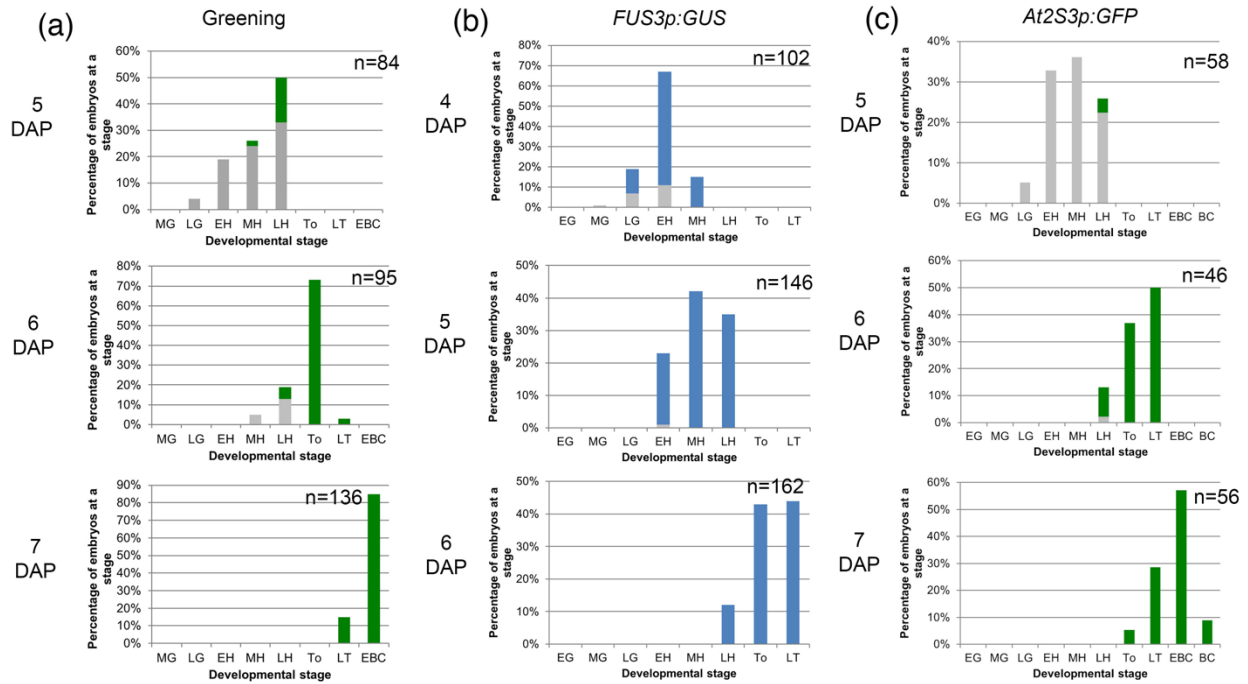 (a) Greening
5 DAP
n=84
Percentage of embryos at a stage
60%
50%
40%
30%
20%
10%
0%
MG LG EH MH LH To LT EBC
Developmental stage
6 DAP
n=95
Percentage of embryos at a stage
80%
70%
60%
50%
40%
30%
20%
10%
0%
MG LG EH MH LH To LT EBC
Developmental stage
7 DAP
n=136
Percentage of embryos at a stage
90%
80%
70%
60%
50%
40%
30%
20%
10%
0%
MG LG EH MH LH To LT EBC
Developmental stage
(b) FUS3p:GUS
4 DAP
n=102
Percentage of embryos at a astage
80%
70%
60%
50%
40%
30%
20%
10%
0%
EG MG LG EH MH LH To LT
Developmental stage
5 DAP
n=146
Percentage of embryos at a stage
50%
40%
30%
20%
10%
0%
EG MG LG EH MH LH To LT
Developmental stage
6 DAP
n=162
Percentage of embryos at a stage
50%
40%
30%
20%
10%
0%
EG MG LG EH MH LH To LT
Developmental stage
(c) At2S3p:GFP
5 DAP
n=58
Percentage of emrbyos at a stage
40%
30%
20%
10%
0%
EG MG LG EH MH LH To LT EBC BC
Developmental stage
6 DAP
n=46
Percentage of embryos at a stage
60%
50%
40%
30%
20%
10%
0%
EG MG LG EH MH LH To LT EBC BC
Developmental stage
7 DAP
n=56
Percentage of embryos at a stage
60%
50%
40%
30%
20%
10%
0%
EG MG LG EH MH LH To LT EBC BC
Developmental stage